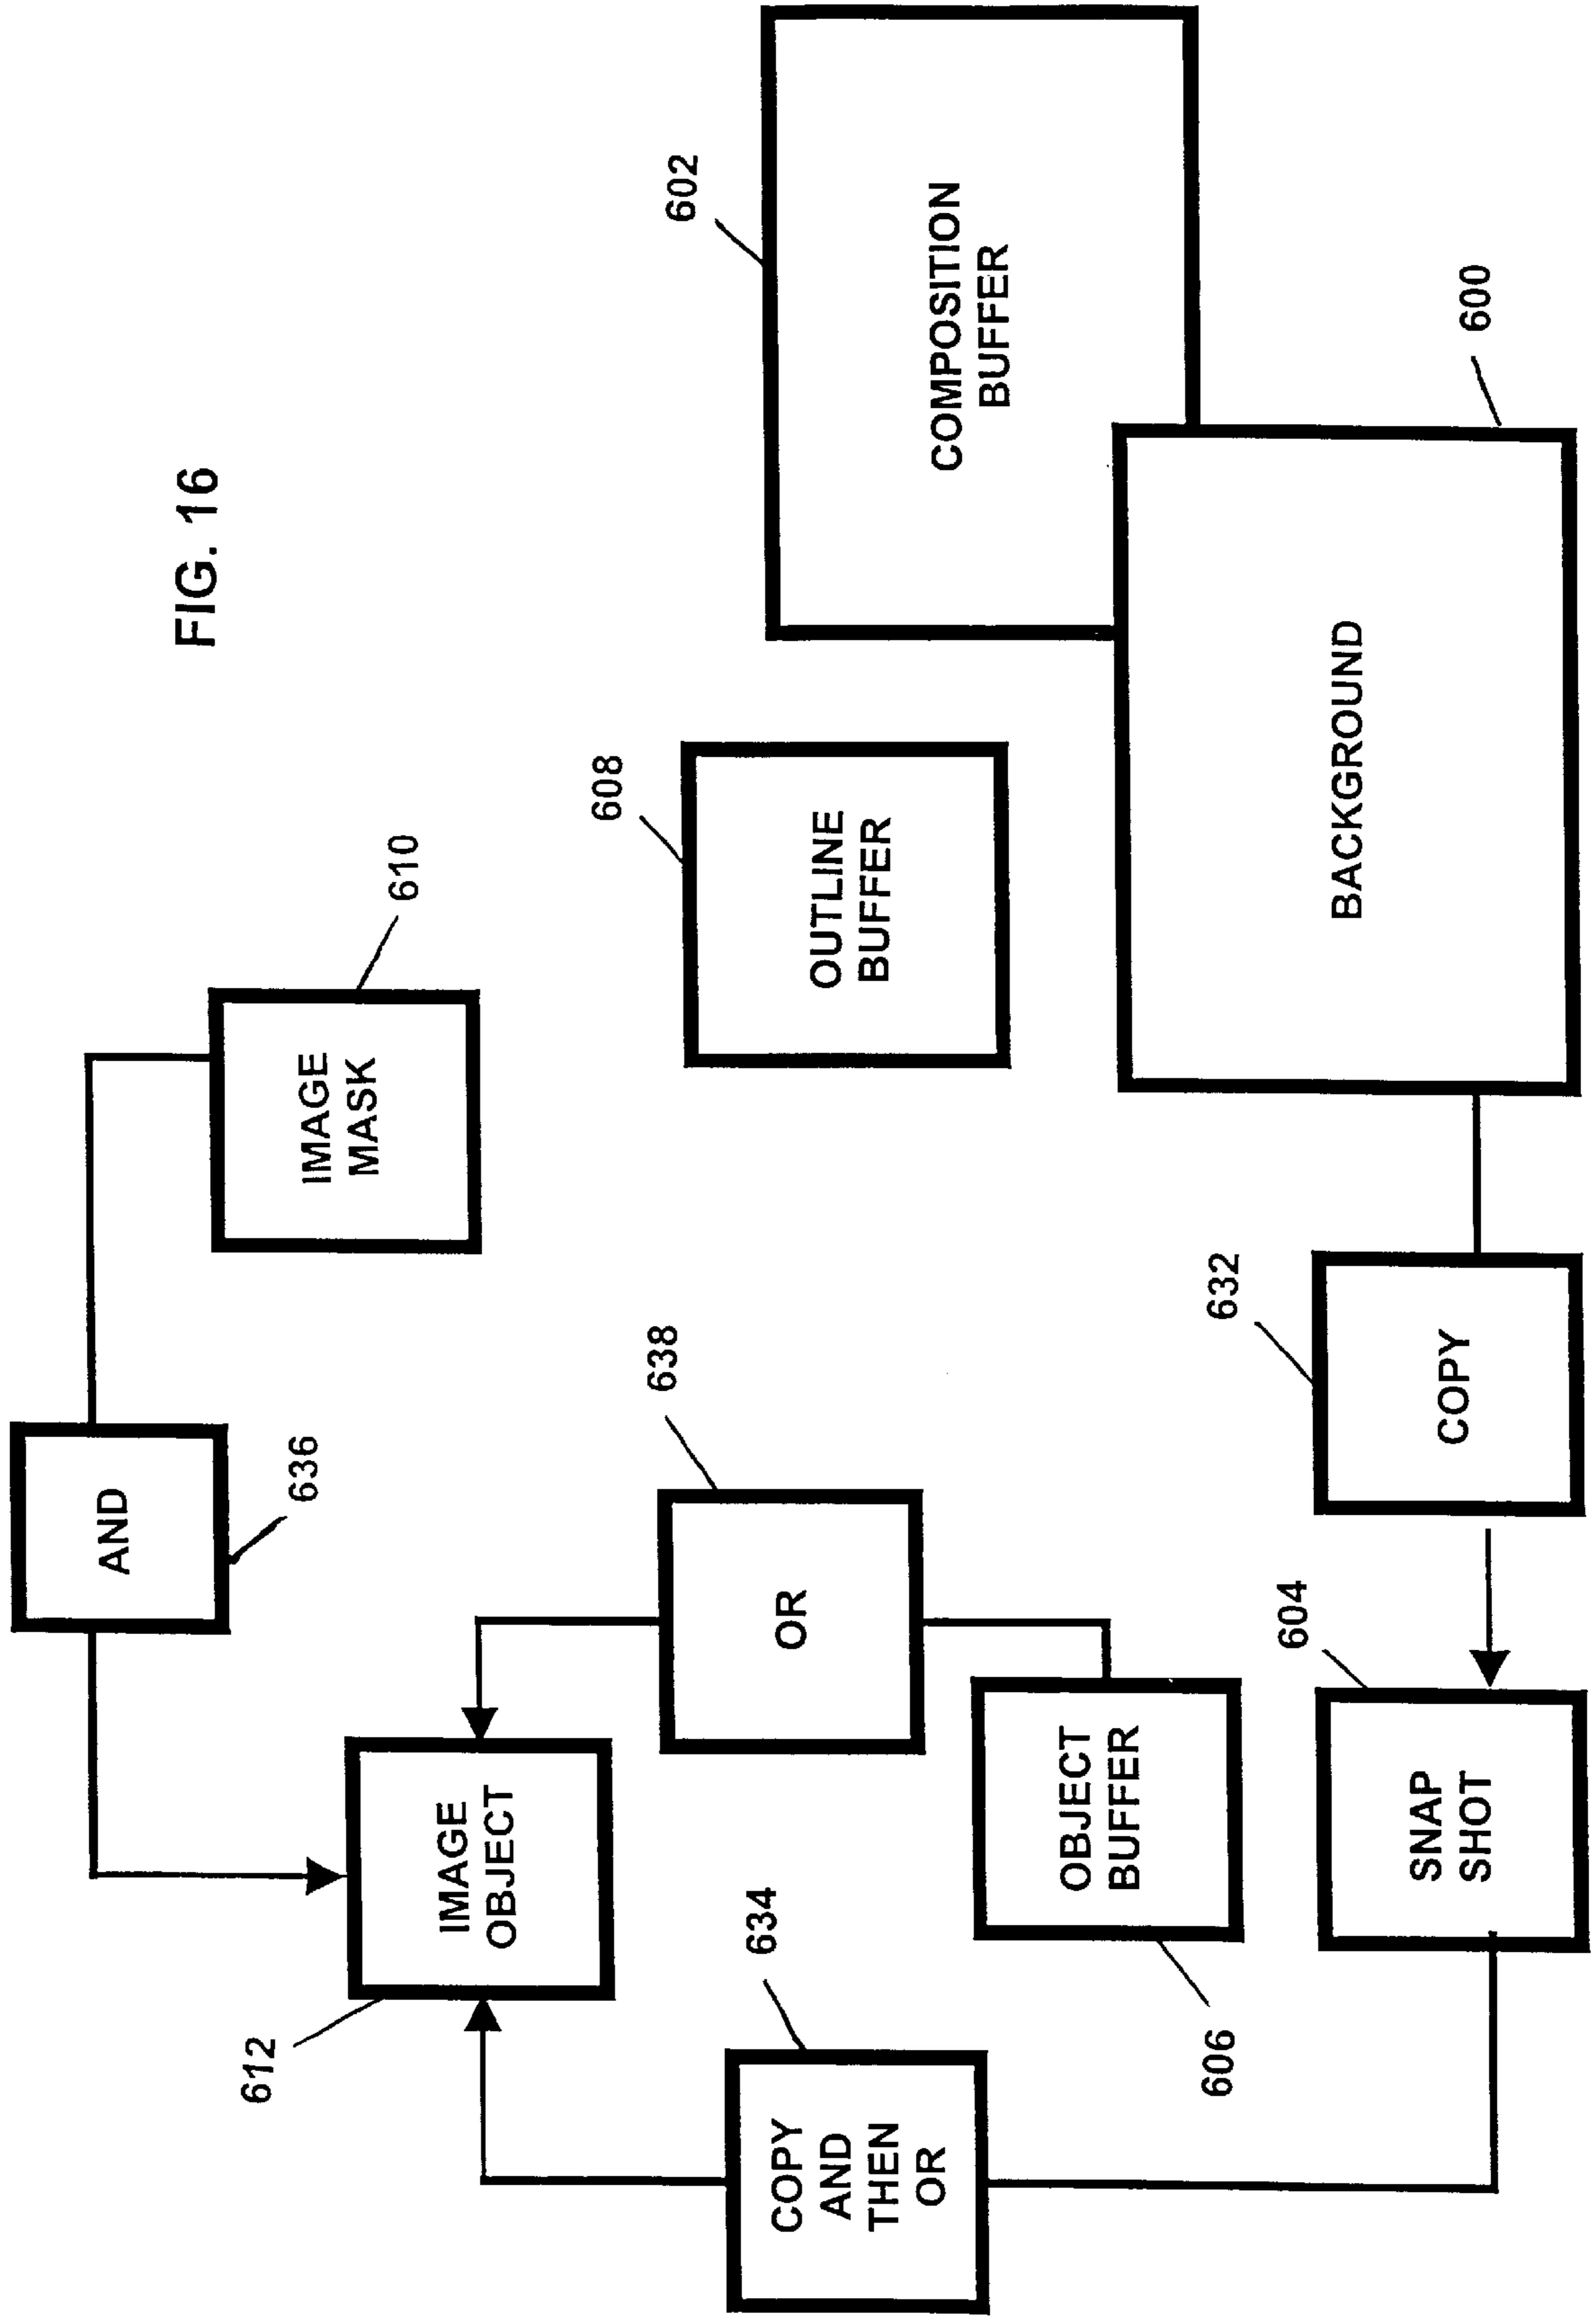 FIG. 16
AND
636
IMAGE
MASK
610
612
IMAGE
OBJECT
638
OR
608
OUTLINE
BUFFER
602
COMPOSITION
BUFFER
634
COPY
AND
THEN
OR
OBJECT
BUFFER
606
604
SNAP
SHOT
632
COPY
BACKGROUND
600